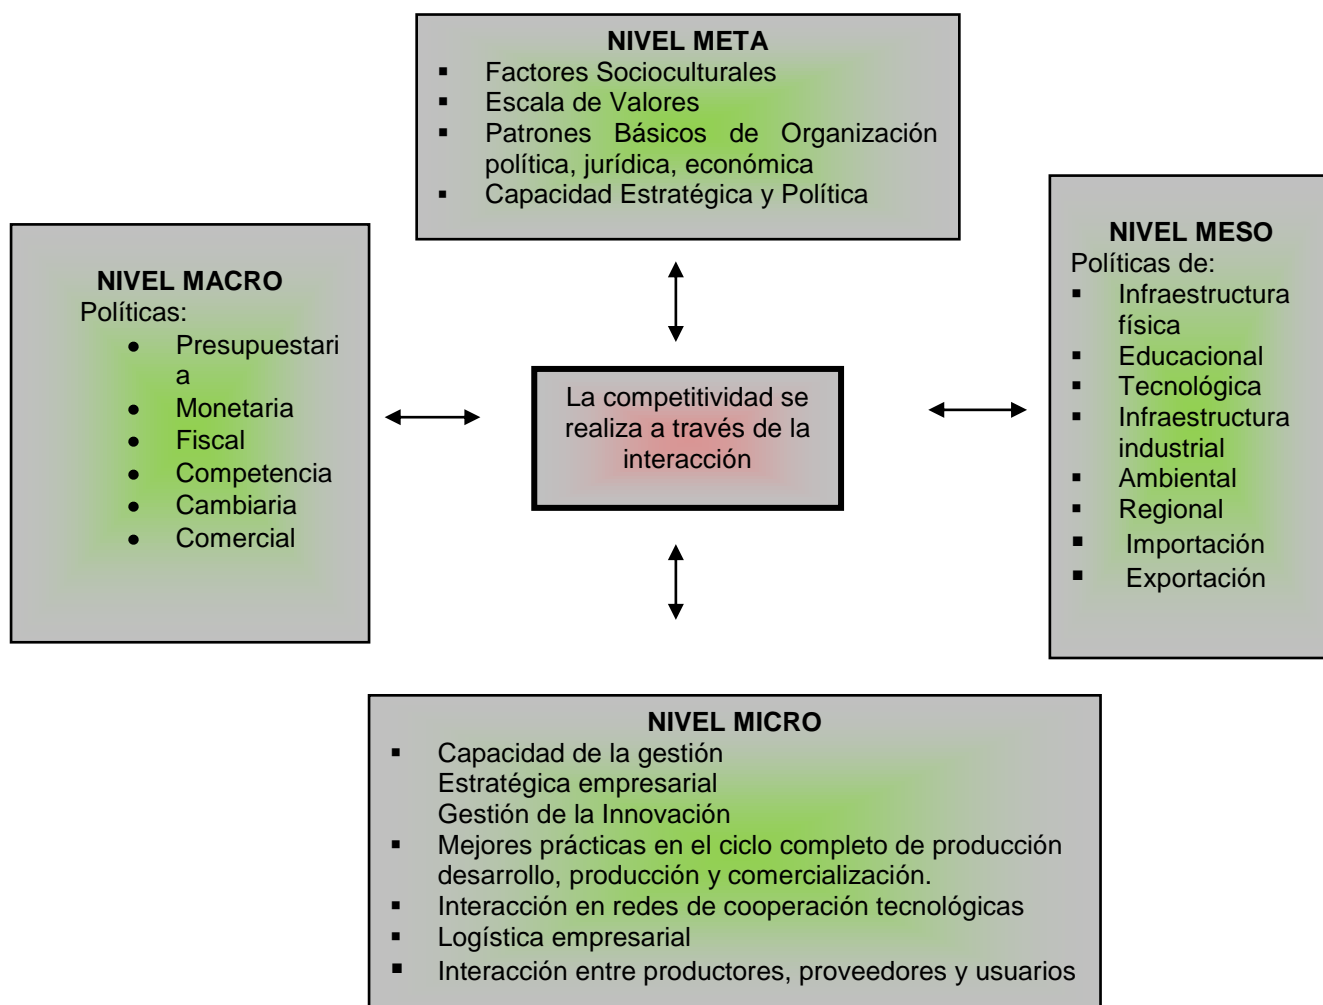 NIVEL META
▪ Factores Socioculturales
▪ Escala de Valores
▪ Patrones Básicos de Organización
política, jurídica, económica
▪ Capacidad Estratégica y Política
NIVEL MACRO
Políticas:
● Presupuestari
a
● Monetaria
● Fiscal
● Competencia
● Cambiaria
● Comercial
La competitividad se
realiza a través de la
interacción
NIVEL MESO
Políticas de:
▪ Infraestructura
física
▪ Educacional
▪ Tecnológica
▪ Infraestructura
industrial
▪ Ambiental
▪ Regional
▪ Importación
▪ Exportación
NIVEL MICRO
▪ Capacidad de la gestión
Estratégica empresarial
Gestión de la Innovación
▪ Mejores prácticas en el ciclo completo de producción
desarrollo, producción y comercialización.
▪ Interacción en redes de cooperación tecnológicas
▪ Logística empresarial
▪ Interacción entre productores, proveedores y usuarios